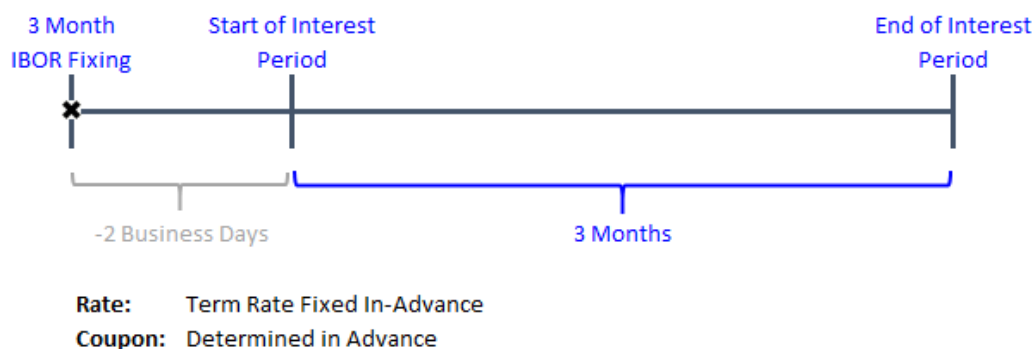 3 Month
IBOR Fixing
Start of Interest
Period
End of Interest
Period
-2 Business Days
3 Months
Rate: Term Rate Fixed In-Advance
Coupon: Determined in Advance